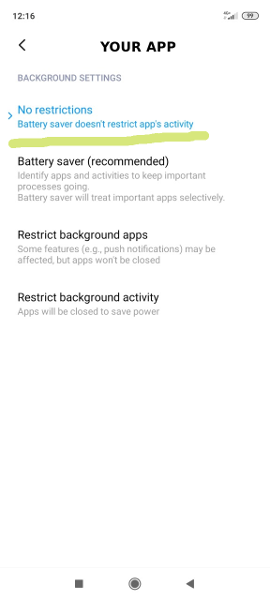 12:16
4G+
99
YOUR APP
BACKGROUND SETTINGS
No restrictions
Battery saver doesn't restrict app's activity
Battery saver (recommended)
Identify apps and activities to keep important
processes going.
Battery saver will treat important apps selectively.
Restrict background apps
Some features (e.g., push notifications) may be
affected, but apps won't be closed
Restrict background activity
Apps will be closed to save power